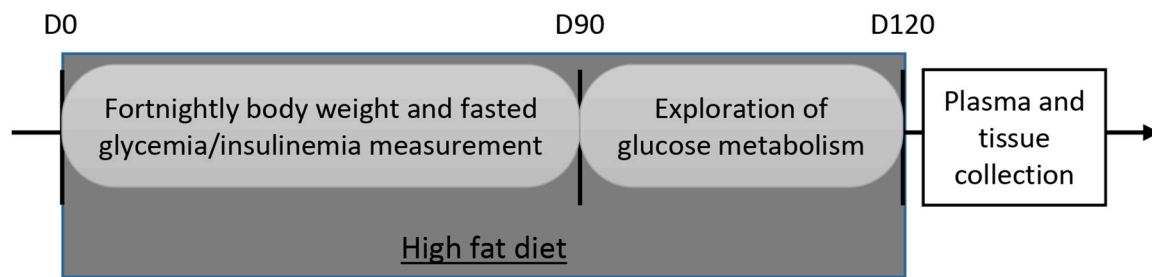 D0
D90
D120
Fortnightly body weight and fasted
glycemia/insulinemia measurement
Exploration of
glucose metabolism
Plasma and
tissue
collection
High fat diet